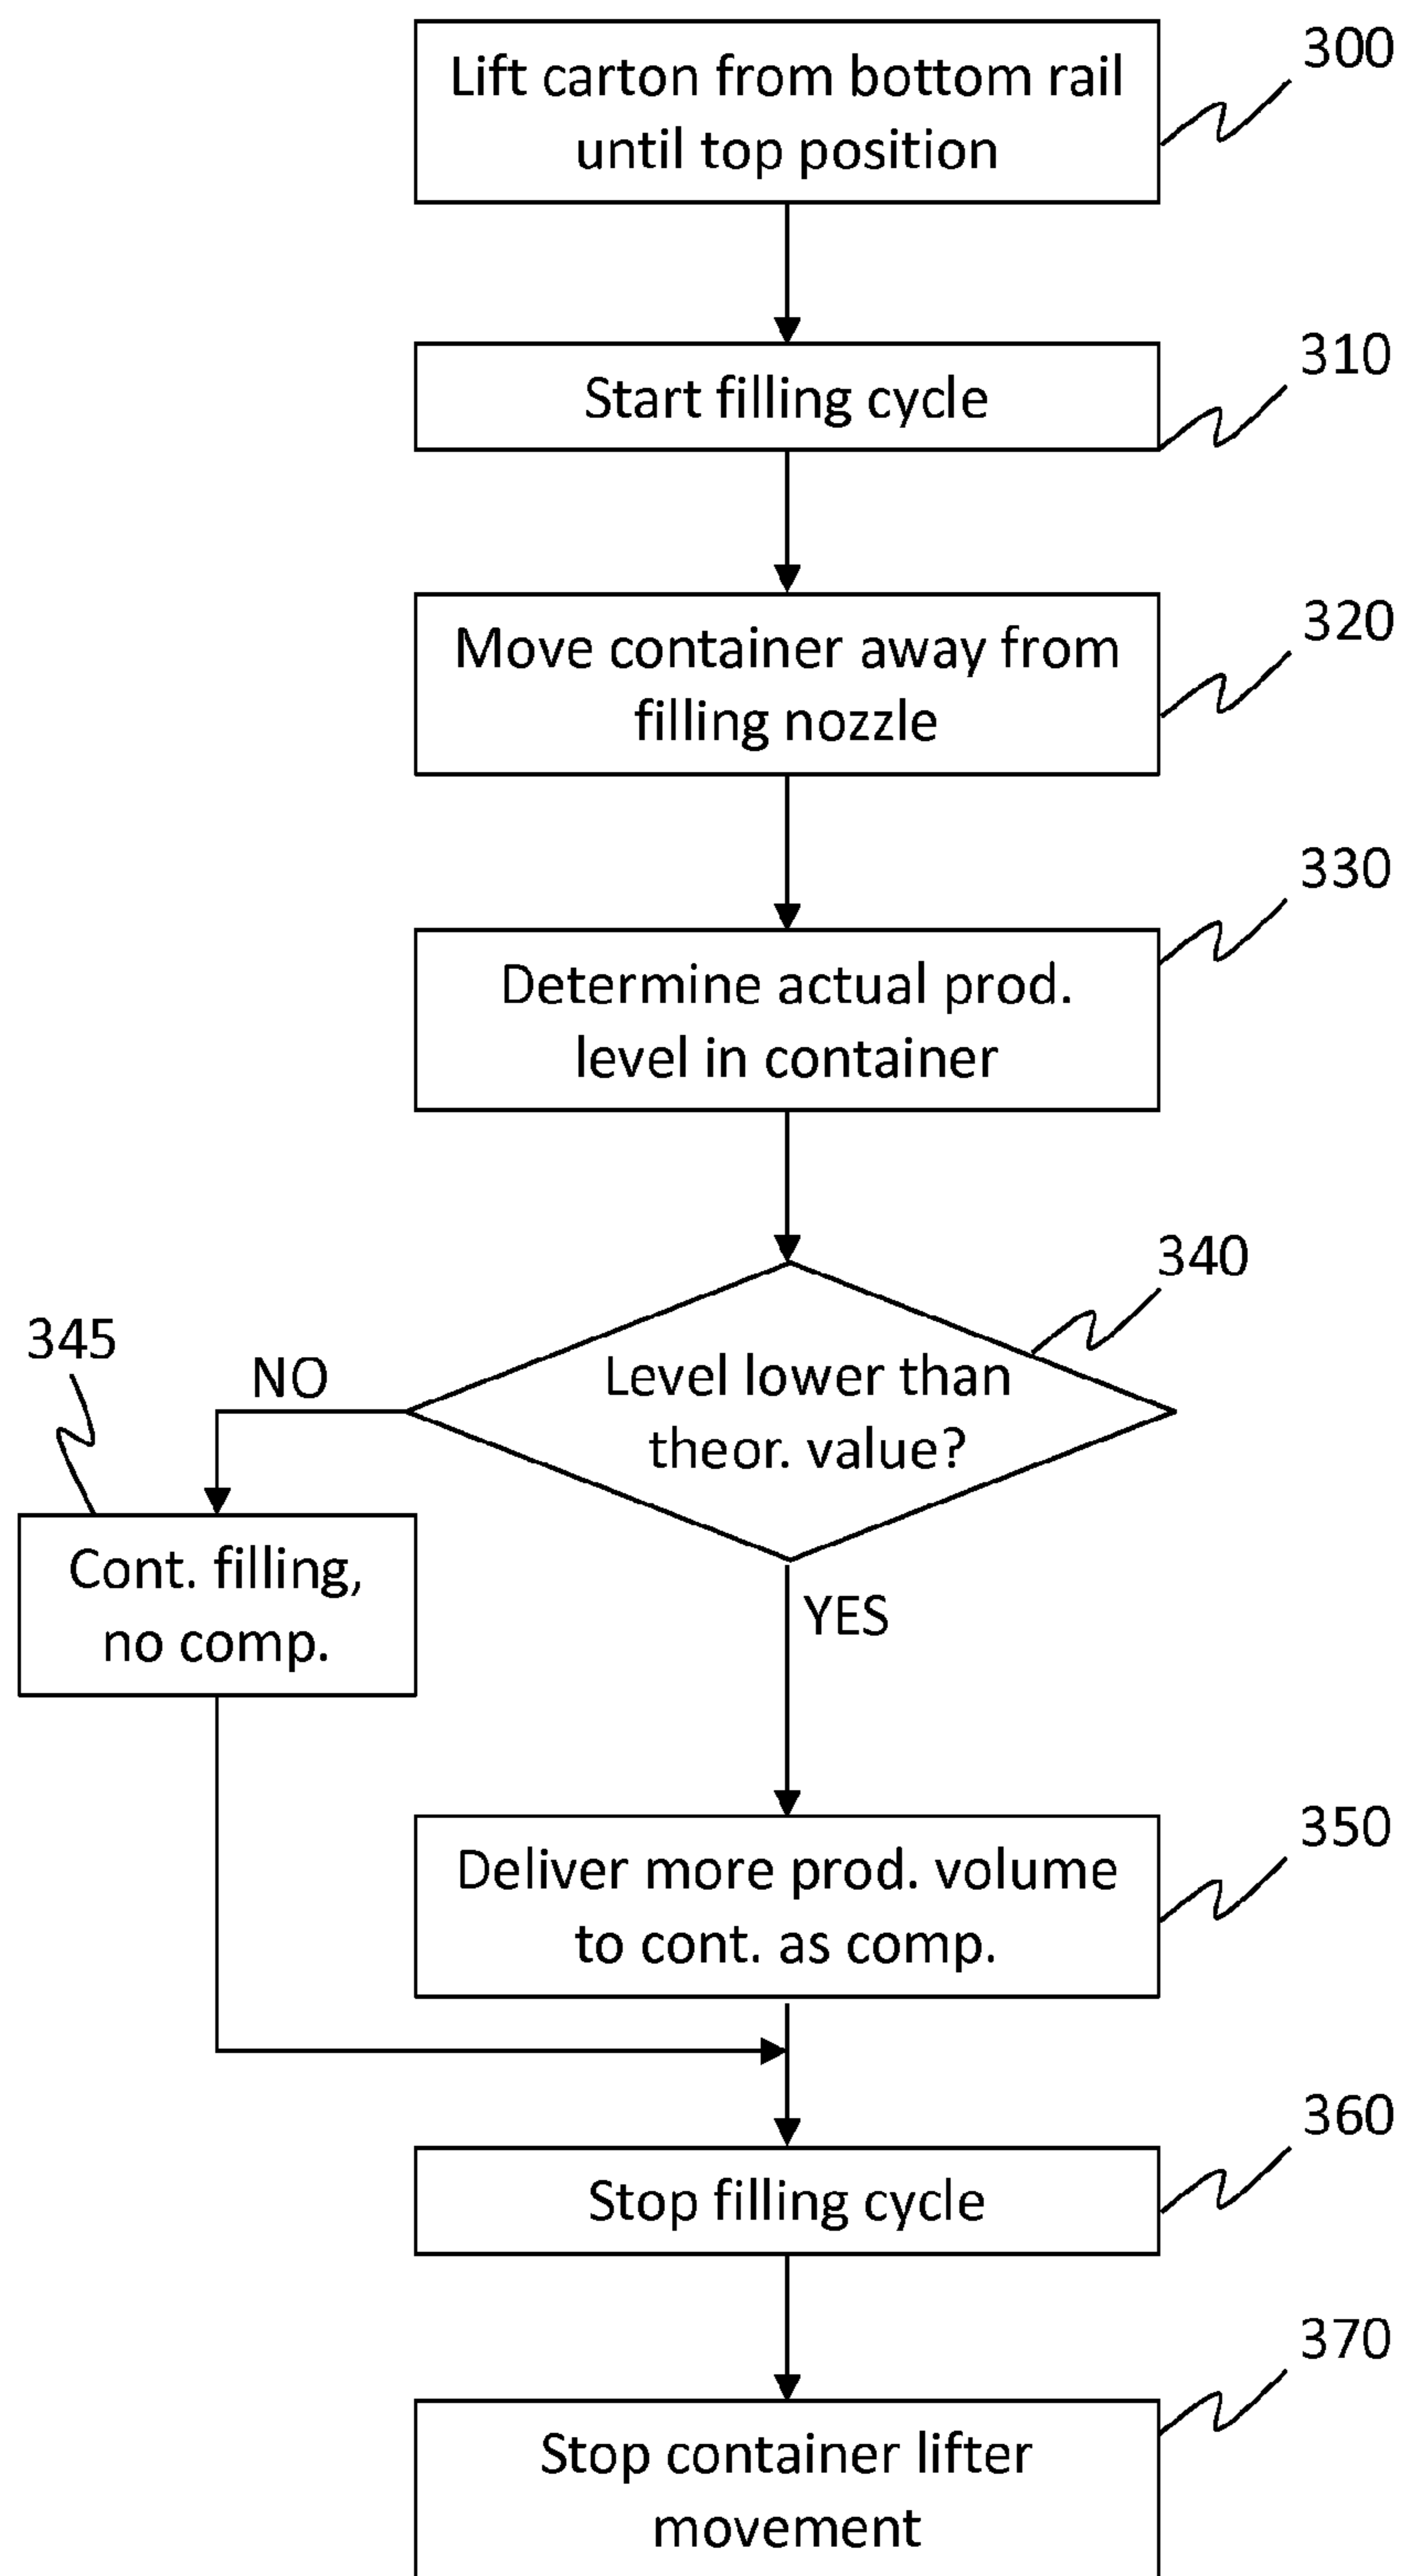 300
Lift carton from bottom rail
until top position
310
Start filling cycle
320
Move container away from
filling nozzle
330
Determine actual prod.
level in container
340
Level lower than
theor. value?
345
NO
Cont. filling,
no comp.
YES
350
Deliver more prod. volume
to cont. as comp.
360
Stop filling cycle
370
Stop container lifter
movement